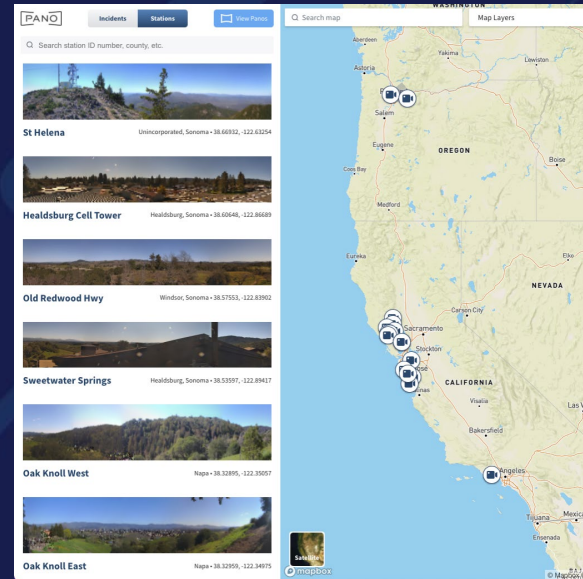 PANO
Incidents
Stations
View Panos
Search station ID number, county, etc.
St Helena
Unincorporated, Sonoma • 38.66932, -122.63254
Healdsburg Cell Tower
Healdsburg, Sonoma • 38.60648, -122.86689
Old Redwood Hwy
Windsor, Sonoma • 38.57553, -122.83902
Sweetwater Springs
Healdsburg, Sonoma • 38.53597, -122.89417
Oak Knoll West
Napa • 38.32895, -122.35057
Oak Knoll East
Napa • 38.32959, -122.34975
WASHINGTON
Search map
Map Layers
Aberdeen
Yakima
Lewiston
Astoria
Salem
Eugene
OREGON
Boise
Coos Bay
Medford
Eureka
Elko
NEVADA
Carson City
Sacramento
Stockton
CALIFORNIA
Visalia
Las V
Bakersfield
Angeles
Tijuana
Mexica
Ensenada
Satellite
mapbox
© Mapbox